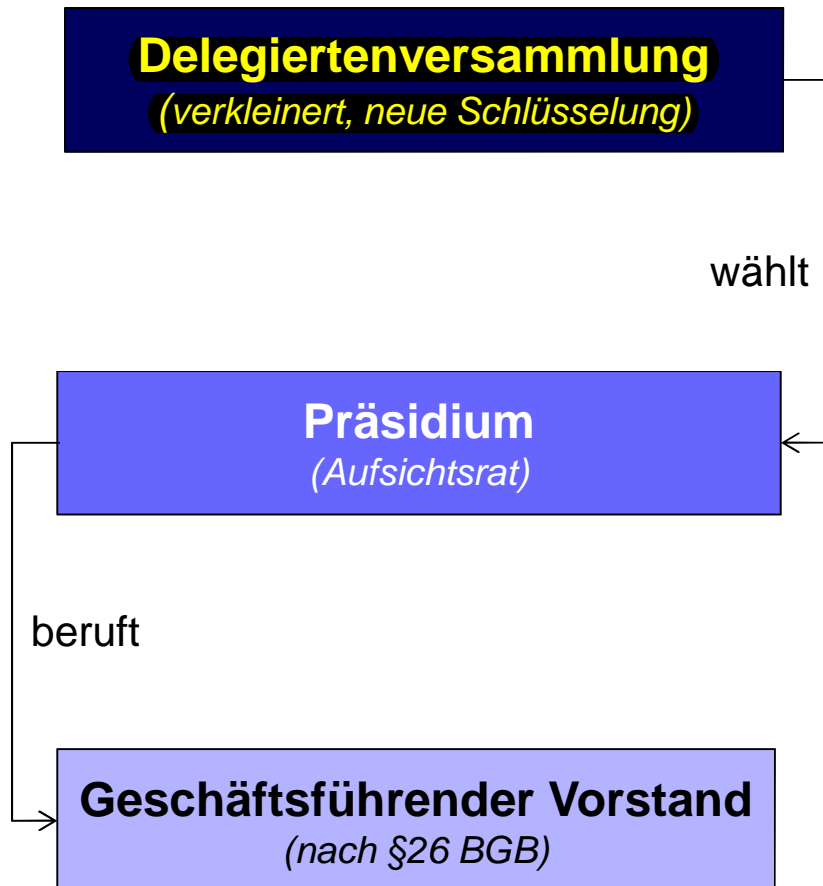 Delegiertenversammlung
(verkleinert, neue Schlüsselung)
wählt
Präsidium
(Aufsichtsrat)
beruft
Geschäftsführender Vorstand
(nach §26 BGB)